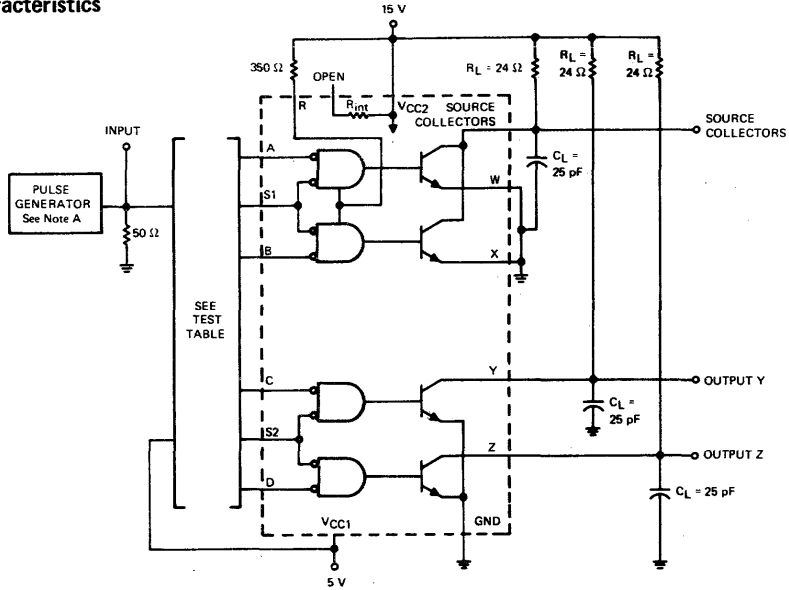 racteristics
15 V
350 Ω
OPEN
R
Rint
VCC2
SOURCE
COLLECTORS
RL = 24 Ω
RL =
24 Ω
RL =
24 Ω
SOURCE
COLLECTORS
INPUT
PULSE
GENERATOR
See Note A
50 Ω
A
S1
B
W
X
CL =
25 pF
SEE
TEST
TABLE
C
S2
D
Y
Z
OUTPUT Y
CL =
25 pF
OUTPUT Z
CL = 25 pF
VCC1
GND
5 V